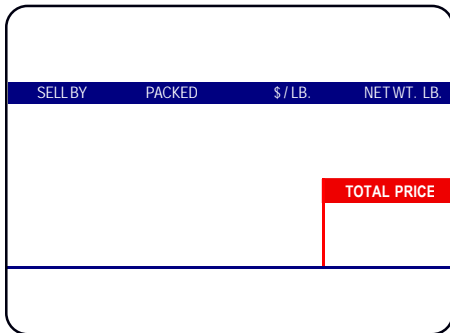 SELL BY PACKED $/LB. NET WT. LB.
TOTAL PRICE